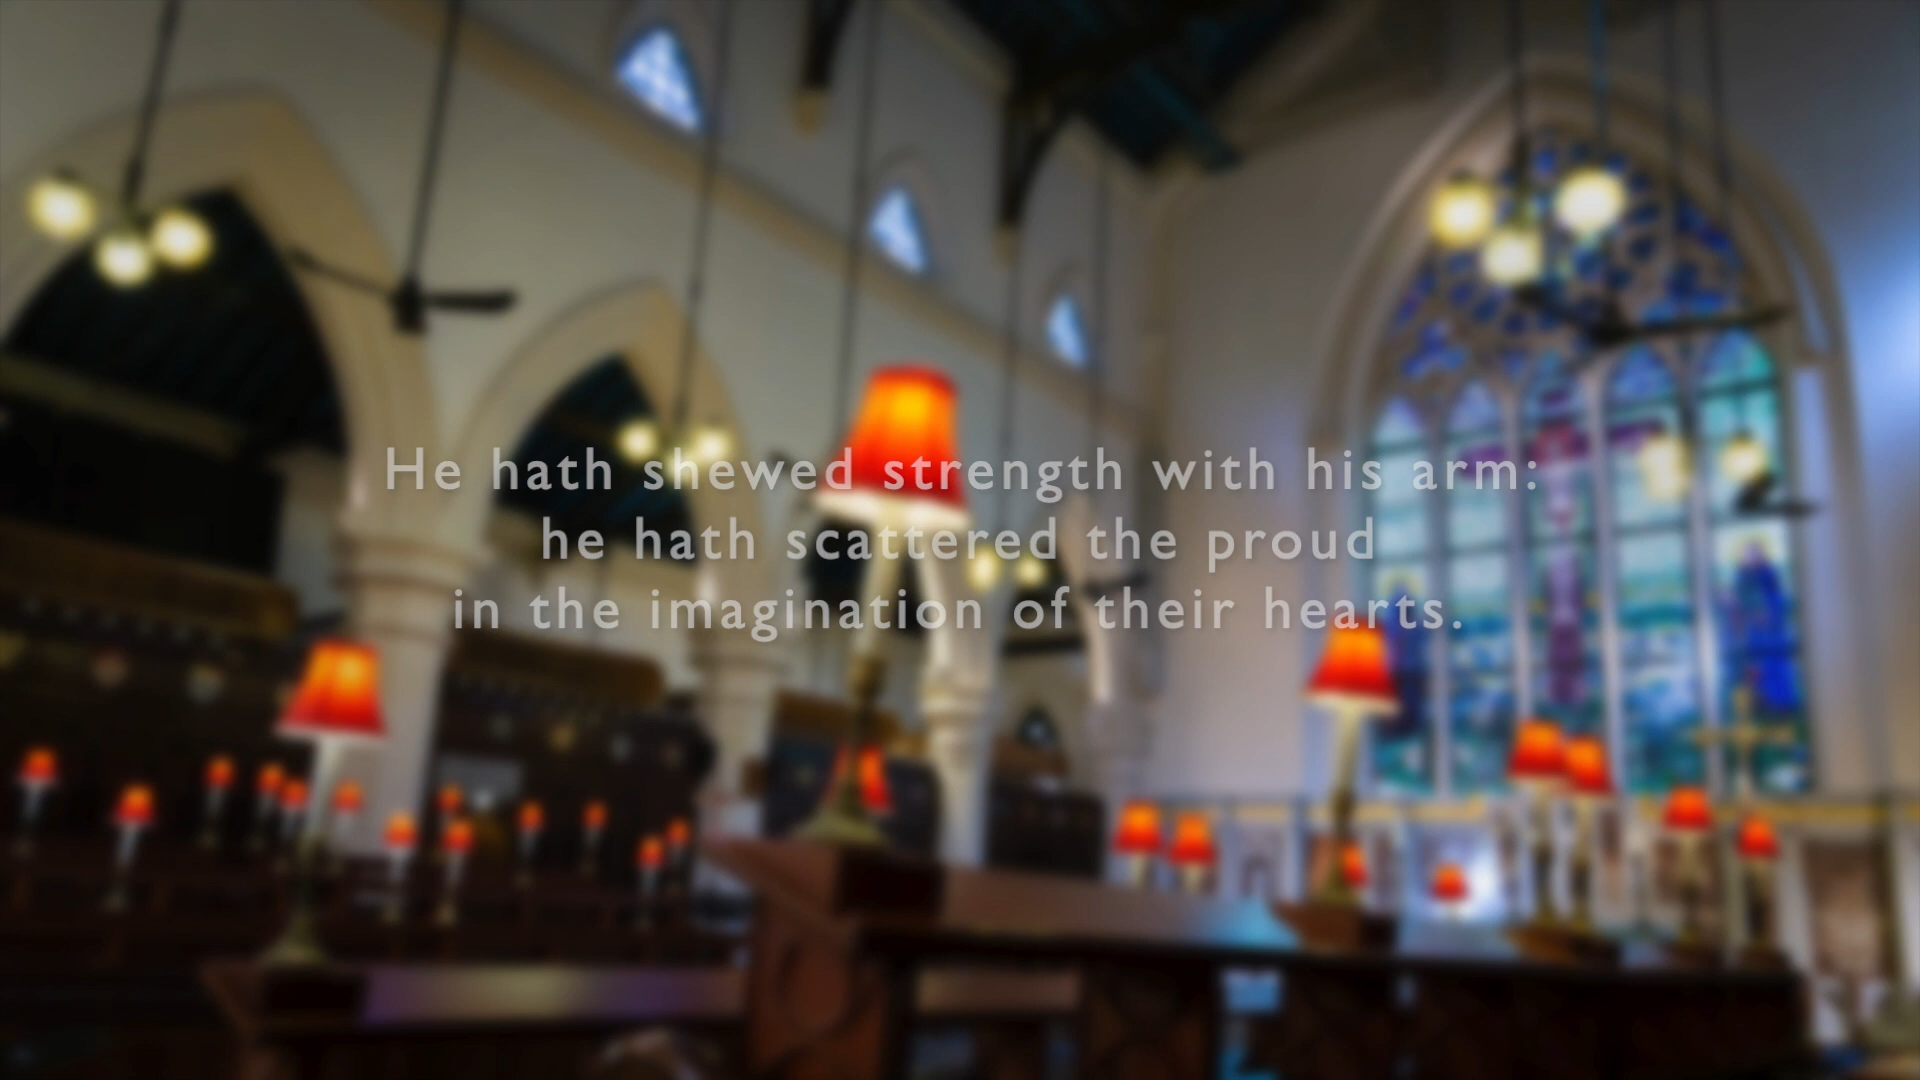 He hath shewed strength with his arm:
he hath scattered the proud
in the imagination of their hearts.